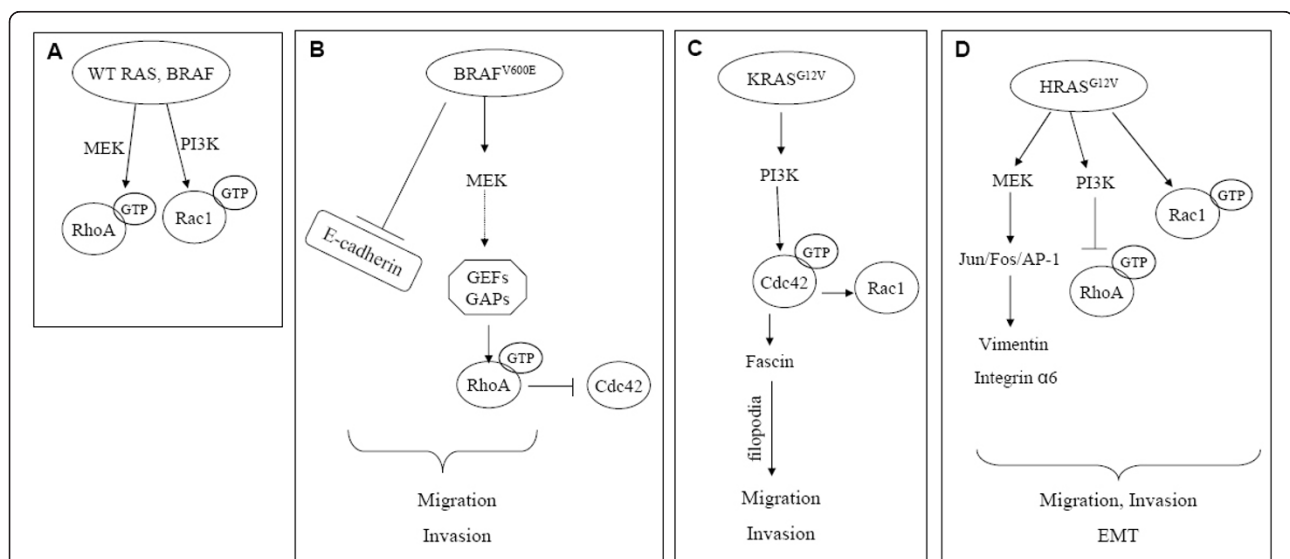 A
WT RAS, BRAF
MEK
PI3K
RhoA
GTP
Rac1
GTP
B
BRAFV600E
E-cadherin
MEK
GEFs
GAPs
RhoA
GTP
Cdc42
Migration
Invasion
C
KRASG12V
PI3K
Cdc42
GTP
Rac1
Fascin
filopodia
Migration
Invasion
D
HRASG12V
MEK
PI3K
Rac1
GTP
Jun/Fos/AP-1
RhoA
GTP
Vimentin
Integrin α6
Migration, Invasion
EMT